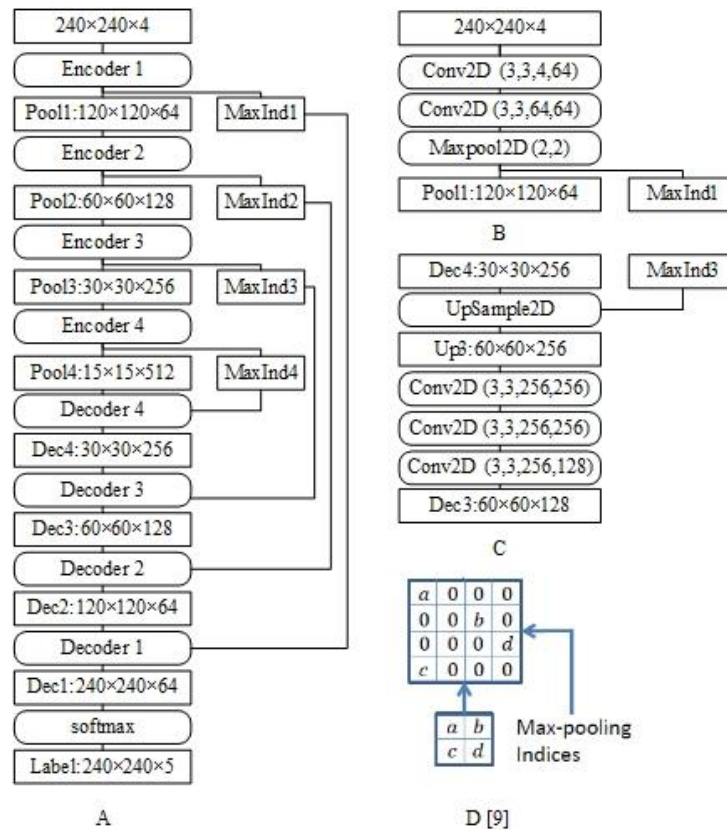 240×240×4
Encoder 1
Pool1:120×120×64
MaxInd1
Encoder 2
Pool2:60×60×128
MaxInd2
Encoder 3
Pool3:30×30×256
MaxInd3
Encoder 4
Pool4:15×15×512
MaxInd4
Decoder 4
Dec4:30×30×256
Decoder 3
Dec3:60×60×128
Decoder 2
Dec2:120×120×64
Decoder 1
Dec1:240×240×64
softmax
Label:240×240×5
A
240×240×4
Conv2D (3,3,4,64)
Conv2D (3,3,64,64)
Maxpool2D (2,2)
Pool1:120×120×64
MaxInd1
B
Dec4:30×30×256
MaxInd3
UpSample2D
Up3:60×60×256
Conv2D (3,3,256,256)
Conv2D (3,3,256,256)
Conv2D (3,3,256,128)
Dec3:60×60×128
C
a 0 0 0
0 0 b 0
0 0 0 d
c 0 0 0
a b
c d
Max-pooling
Indices
D [9]